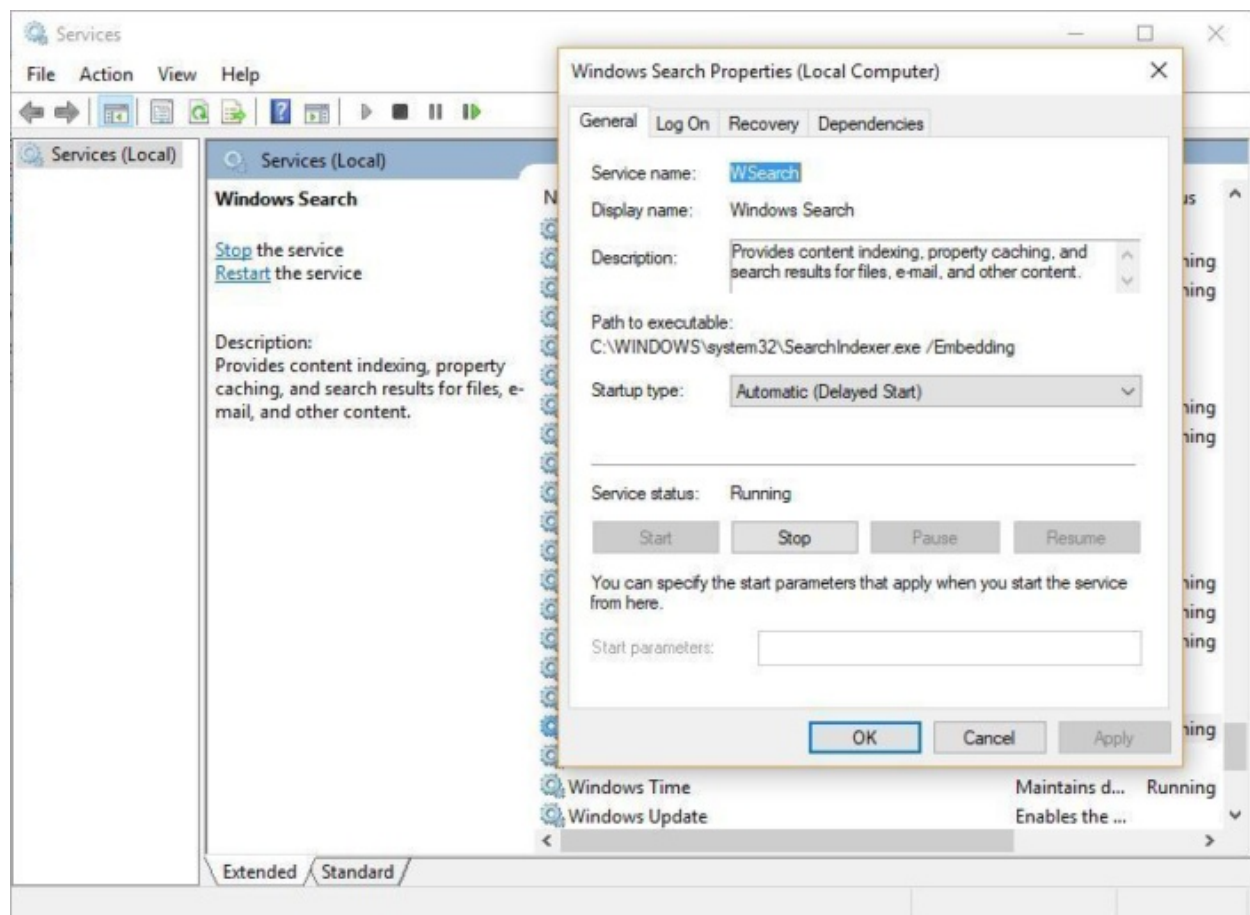 Services
File Action View Help
Services (Local)
Services (Local)
Windows Search
Stop the service
Restart the service
Description:
Provides content indexing, property
caching, and search results for files, e-
mail, and other content.
Windows Search Properties (Local Computer)
General Log On Recovery Dependencies
Service name: WSearch
Display name: Windows Search
Description: Provides content indexing, property caching, and
search results for files, e-mail, and other content.
Path to executable:
C:\WINDOWS\system32\SearchIndexer.exe /Embedding
Startup type: Automatic (Delayed Start)
Service status: Running
Start Stop Pause Resume
You can specify the start parameters that apply when you start the service
from here.
Start parameters:
OK Cancel Apply
Windows Time Maintains d... Running
Windows Update Enables the ...
Extended Standard